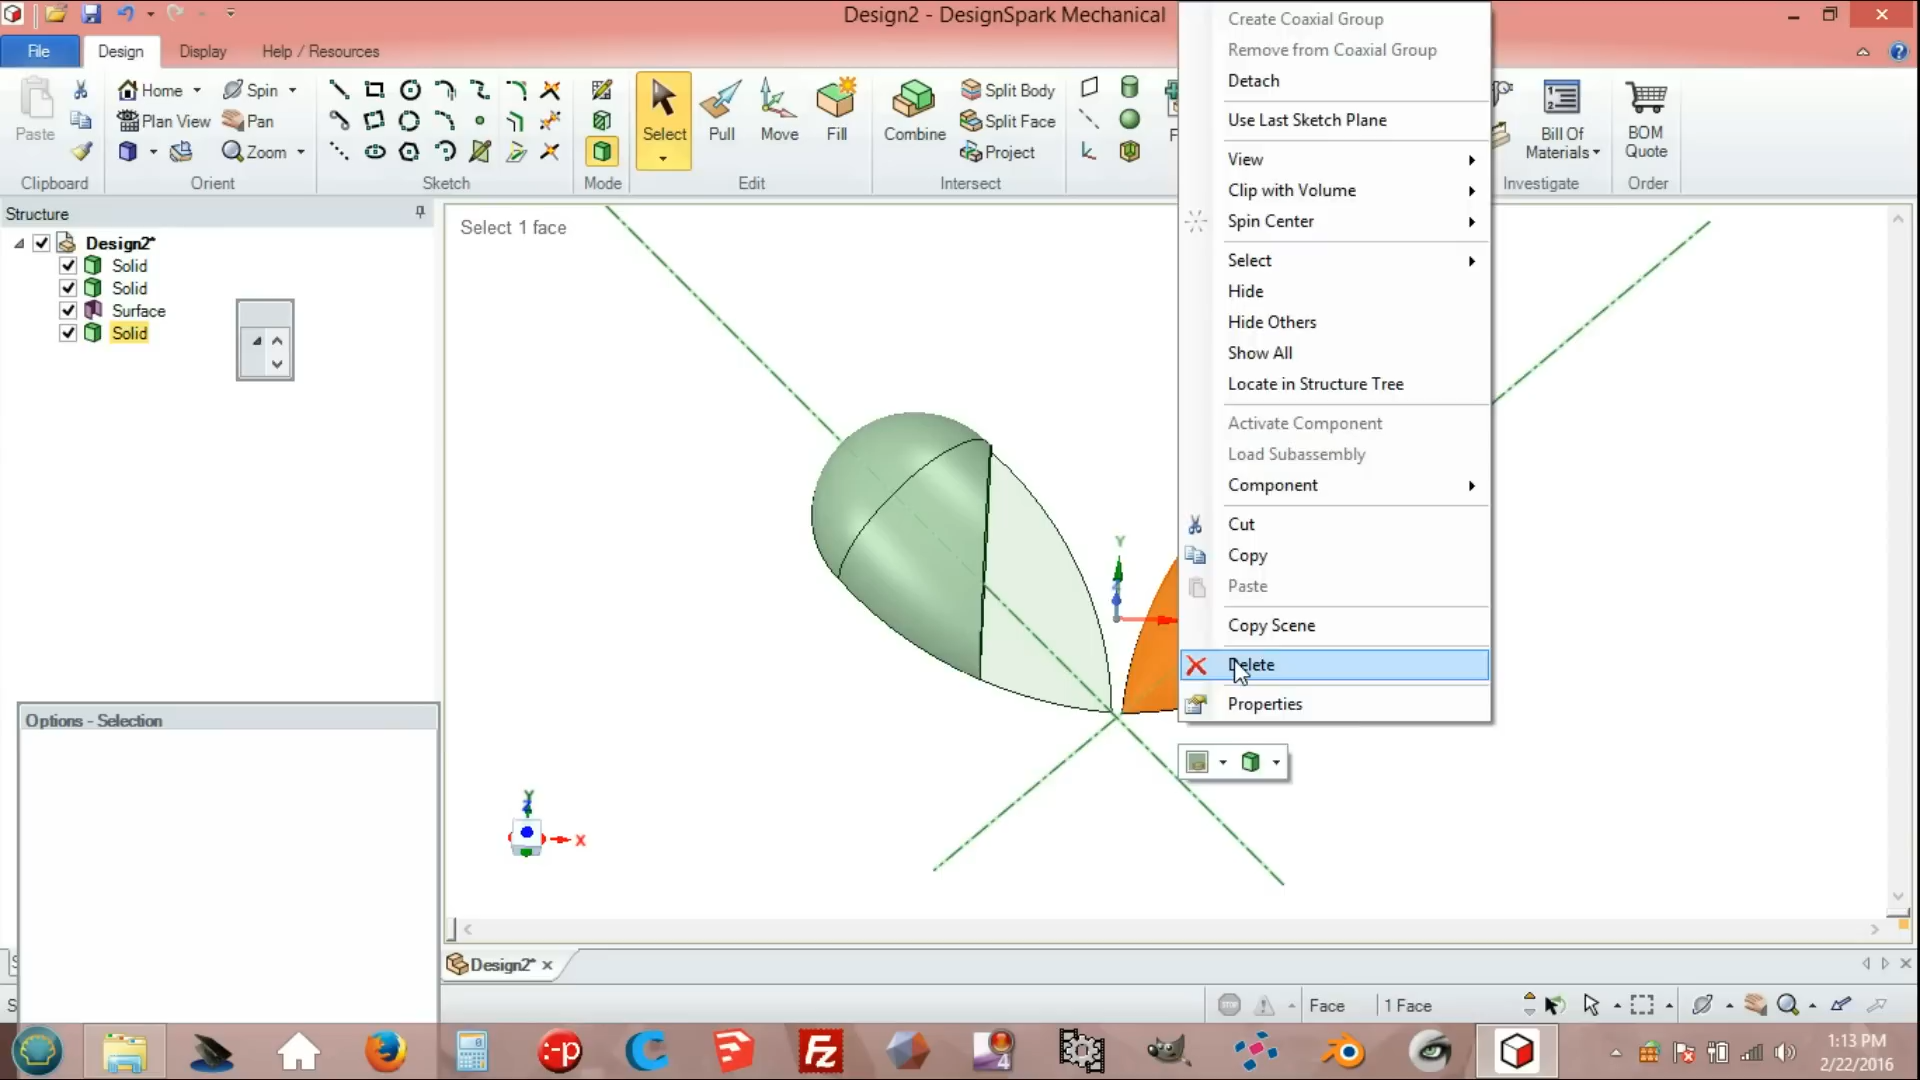 Design2 - DesignSpark Mechanical
File
Design
Display
Help / Resources
Paste
Clipboard
Home
Spin
Plan View
Pan
Zoom
Orient
Sketch
Mode
Select
Pull
Move
Fill
Edit
Combine
Split Body
Split Face
Project
Intersect
Bill Of
Materials
Investigate
BOM
Quote
Order
Structure
Design2*
Solid
Solid
Surface
Solid
Options - Selection
Select 1 face
Create Coaxial Group
Remove from Coaxial Group
Detach
Use Last Sketch Plane
View
Clip with Volume
Spin Center
Select
Hide
Hide Others
Show All
Locate in Structure Tree
Activate Component
Load Subassembly
Component
Cut
Copy
Paste
Copy Scene
Delete
Properties
Y
Y
Z
X
Design2*
Face
1 Face
1:13 PM
2/22/2016